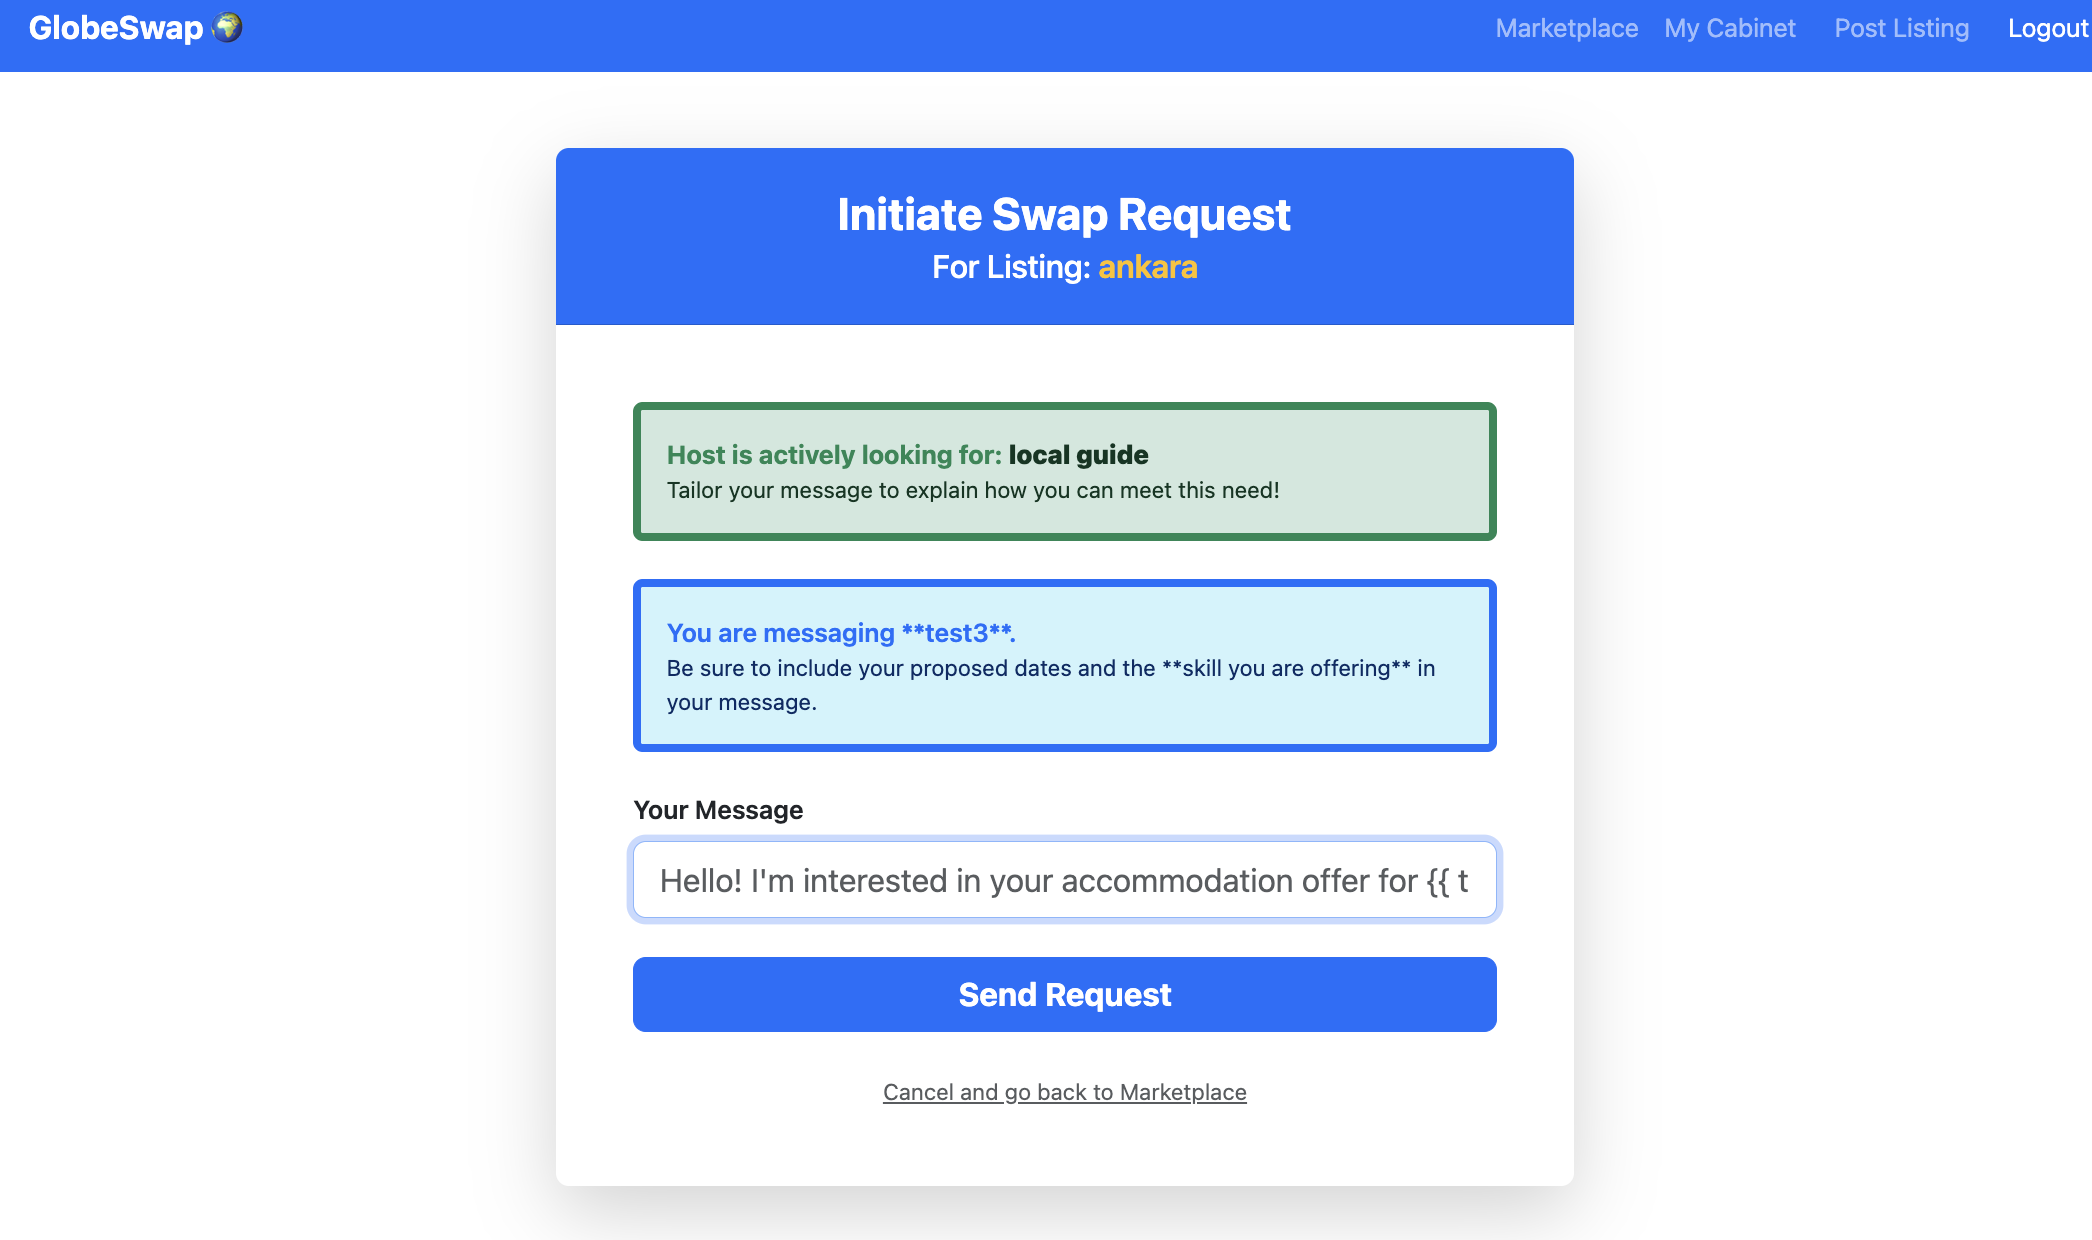 GlobeSwap 🌍 Marketplace My Cabinet Post Listing Logout
Initiate Swap Request
For Listing: ankara
Host is actively looking for: local guide
Tailor your message to explain how you can meet this need!
You are messaging **test3**.
Be sure to include your proposed dates and the **skill you are offering** in
your message.
Your Message
Hello! I'm interested in your accommodation offer for {{ t
Send Request
Cancel and go back to Marketplace